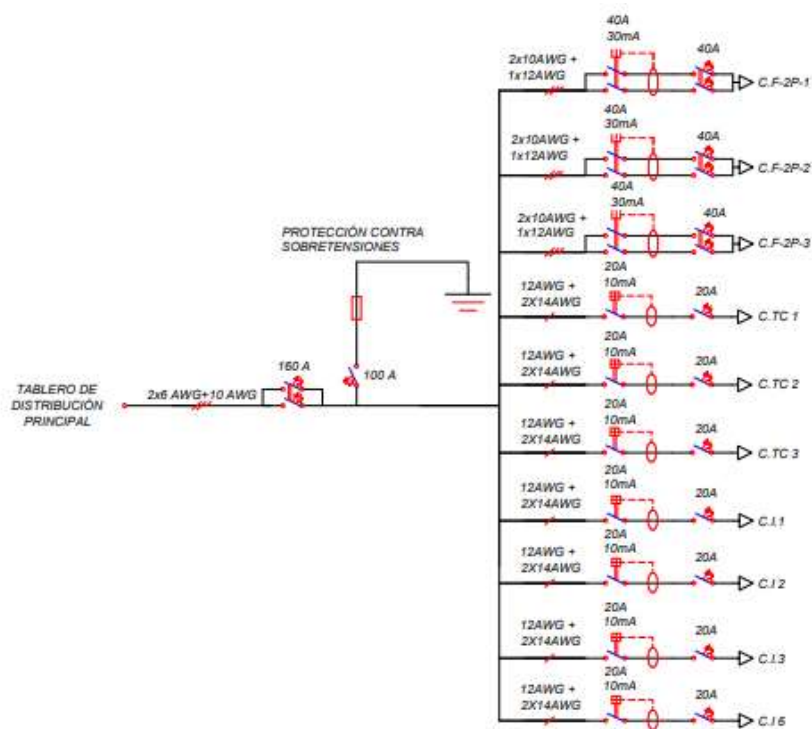 40A
30mA
40A
2x10AWG +
1x12AWG
C.F-2P-1
40A
30mA
40A
2x10AWG +
1x12AWG
C.F-2P-2
40A
30mA
40A
2x10AWG +
1x12AWG
C.F-2P-3
PROTECCIÓN CONTRA
SOBRETENSIONES
20A
10mA
20A
12AWG +
2X14AWG
C.TC 1
160 A
100 A
TABLERO DE
DISTRIBUCIÓN
PRINCIPAL
2x6 AWG+10 AWG
20A
10mA
20A
12AWG +
2X14AWG
C.TC 2
20A
10mA
20A
12AWG +
2X14AWG
C.TC 3
20A
10mA
20A
12AWG +
2X14AWG
C.I.1
20A
10mA
20A
12AWG +
2X14AWG
C.I 2
20A
10mA
20A
12AWG +
2X14AWG
C.I.3
20A
10mA
20A
12AWG +
2X14AWG
C.I 6